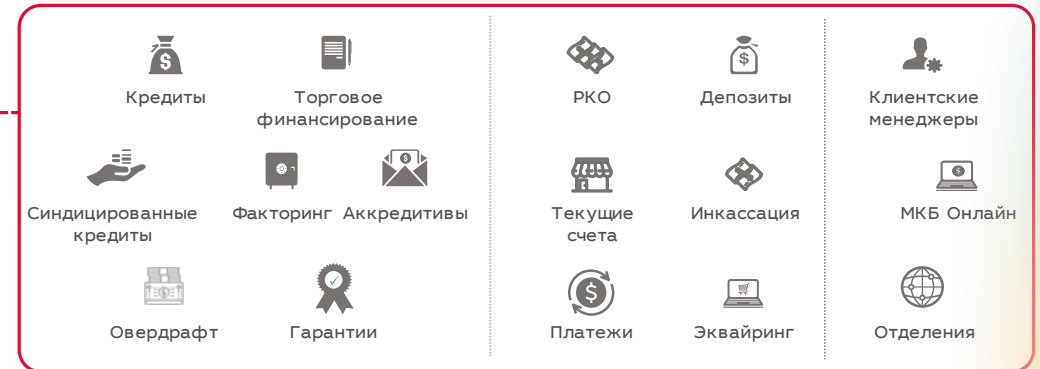 Кредиты
Торговое
финансирование
РКО
Депозиты
Клиентские
менеджеры
Синдицированные
кредиты
Факторинг
Аккредитивы
Текущие
счета
Инкассация
МКБ Онлайн
Овердрафт
Гарантии
Платежи
Эквайринг
Отделения